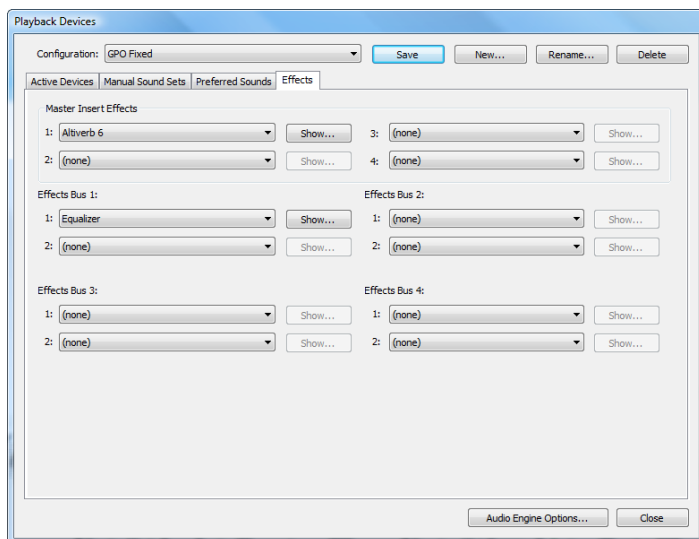 Playback Devices
Configuration: GPO Fixed Save New... Rename... Delete
Active Devices Manual Sound Sets Preferred Sounds Effects
Master Insert Effects
1: Altiverb 6 Show... 3: (none) Show...
2: (none) Show... 4: (none) Show...
Effects Bus 1: Effects Bus 2:
1: Equalizer Show... 1: (none) Show...
2: (none) Show... 2: (none) Show...
Effects Bus 3: Effects Bus 4:
1: (none) Show... 1: (none) Show...
2: (none) Show... 2: (none) Show...
Audio Engine Options... Close